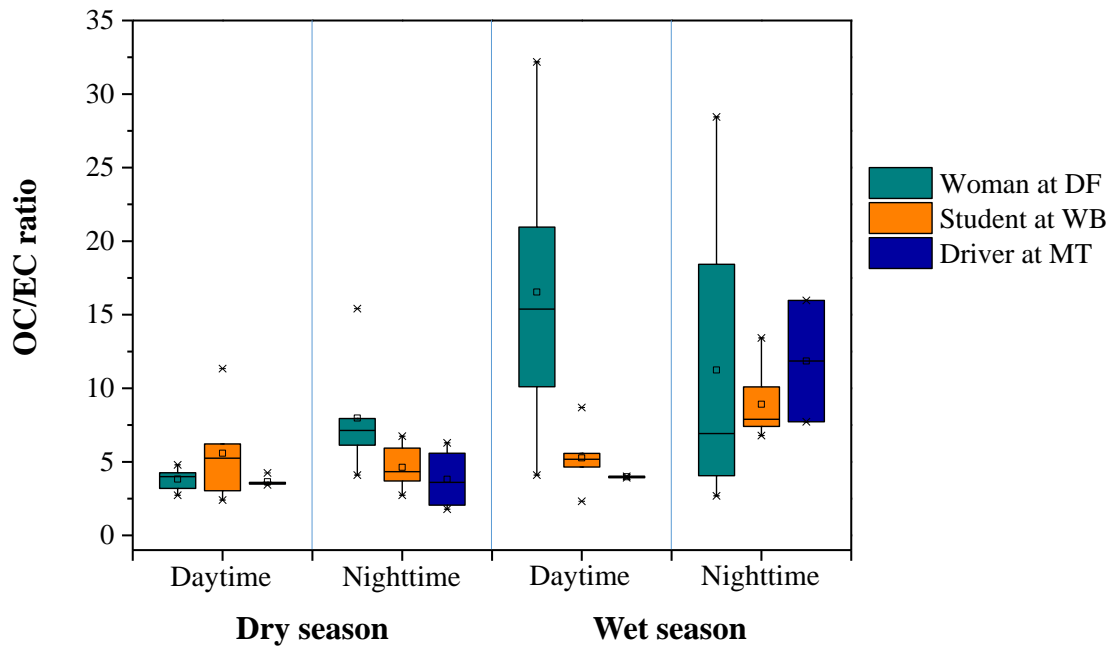 OC/EC ratio
35
30
25
20
15
10
5
0
Woman at DF
Student at WB
Driver at MT
Daytime Nighttime Daytime Nighttime
Dry season Wet season